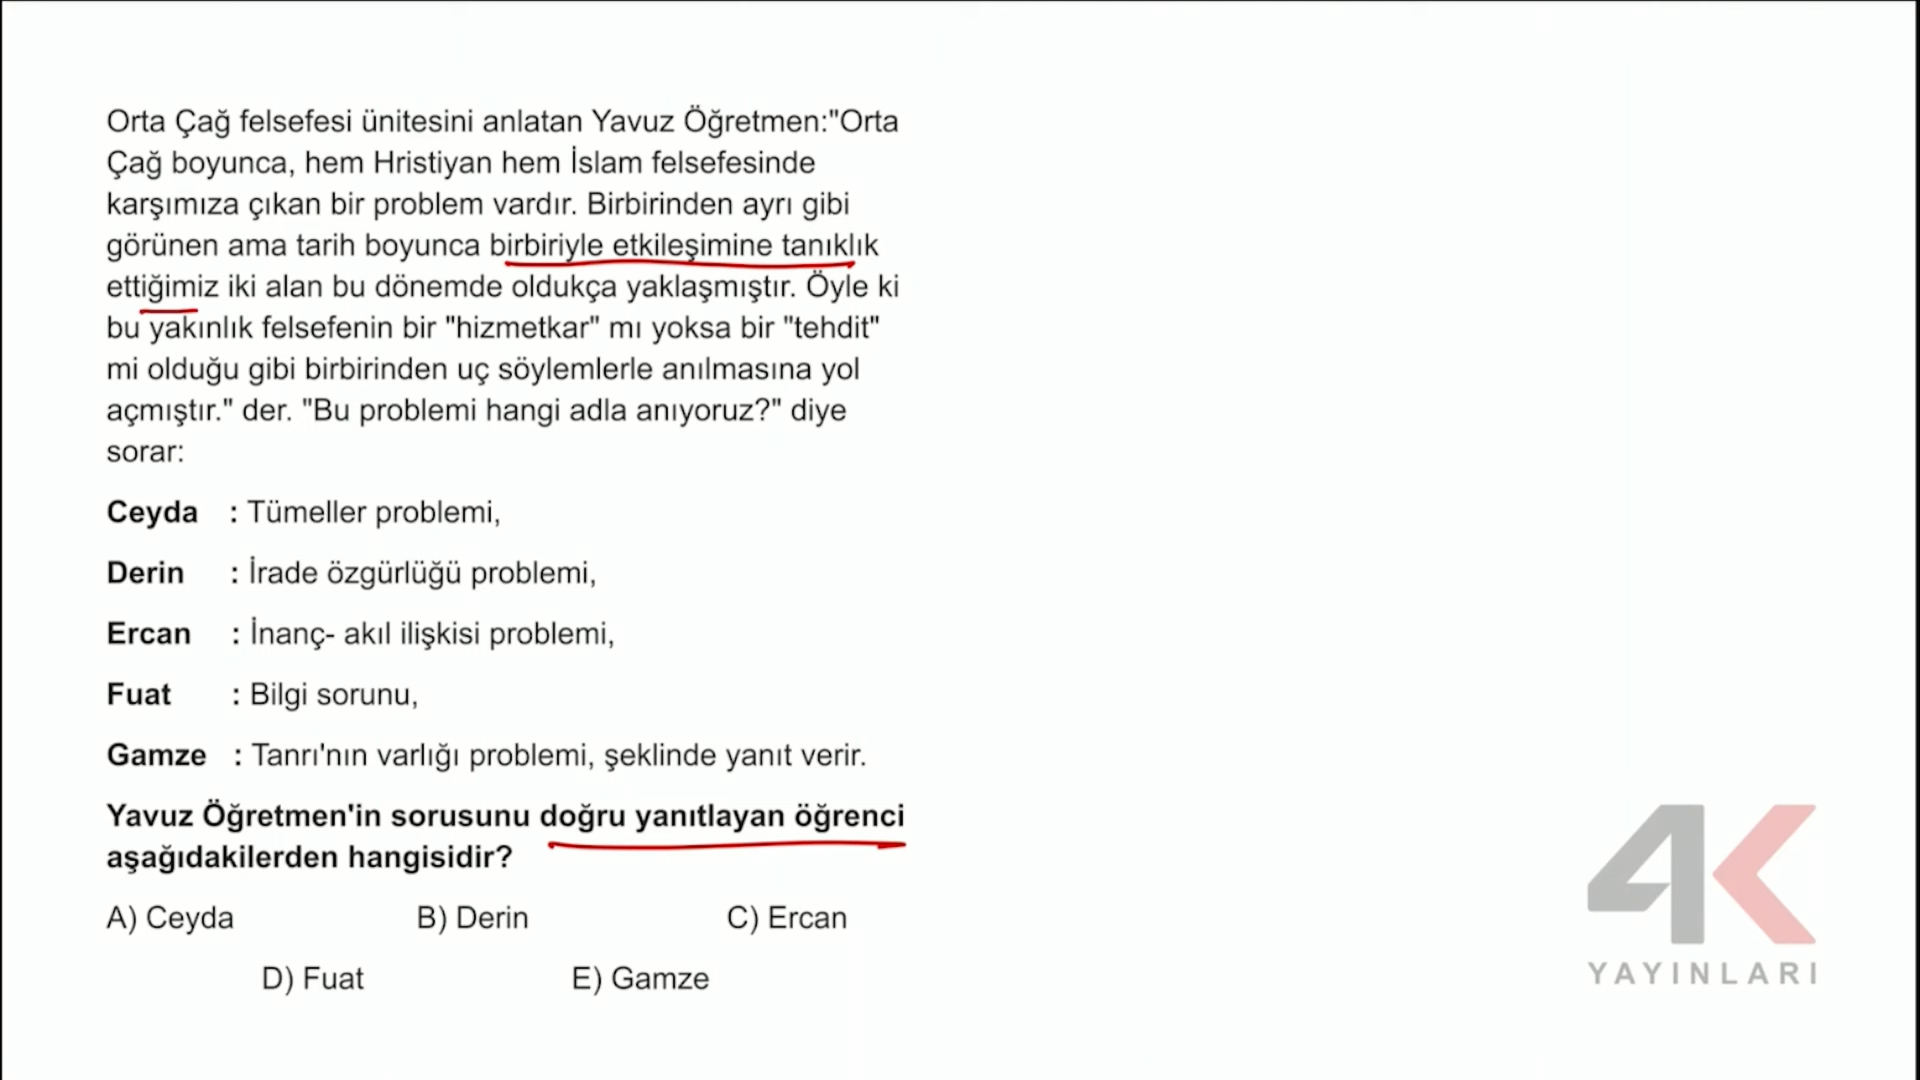 Orta Çağ felsefesi ünitesini anlatan Yavuz Öğretmen:"Orta
Çağ boyunca, hem Hristiyan hem İslam felsefesinde
karşımıza çıkan bir problem vardır. Birbirinden ayrı gibi
görünen ama tarih boyunca birbiriyle etkileşimine tanıklık
ettiğimiz iki alan bu dönemde oldukça yaklaşmıştır. Öyle ki
bu yakınlık felsefenin bir "hizmetkar" mı yoksa bir "tehdit"
mi olduğu gibi birbirinden uç söylemlerle anılmasına yol
açmıştır." der. "Bu problemi hangi adla anıyoruz?" diye
sorar:
Ceyda : Tümeller problemi,
Derin : İrade özgürlüğü problemi,
Ercan : İnanç- akıl ilişkisi problemi,
Fuat : Bilgi sorunu,
Gamze : Tanrı'nın varlığı problemi, şeklinde yanıt verir.
Yavuz Öğretmen'in sorusunu doğru yanıtlayan öğrenci
aşağıdakilerden hangisidir?
A) Ceyda B) Derin C) Ercan
D) Fuat E) Gamze
4K
YAYINLARI